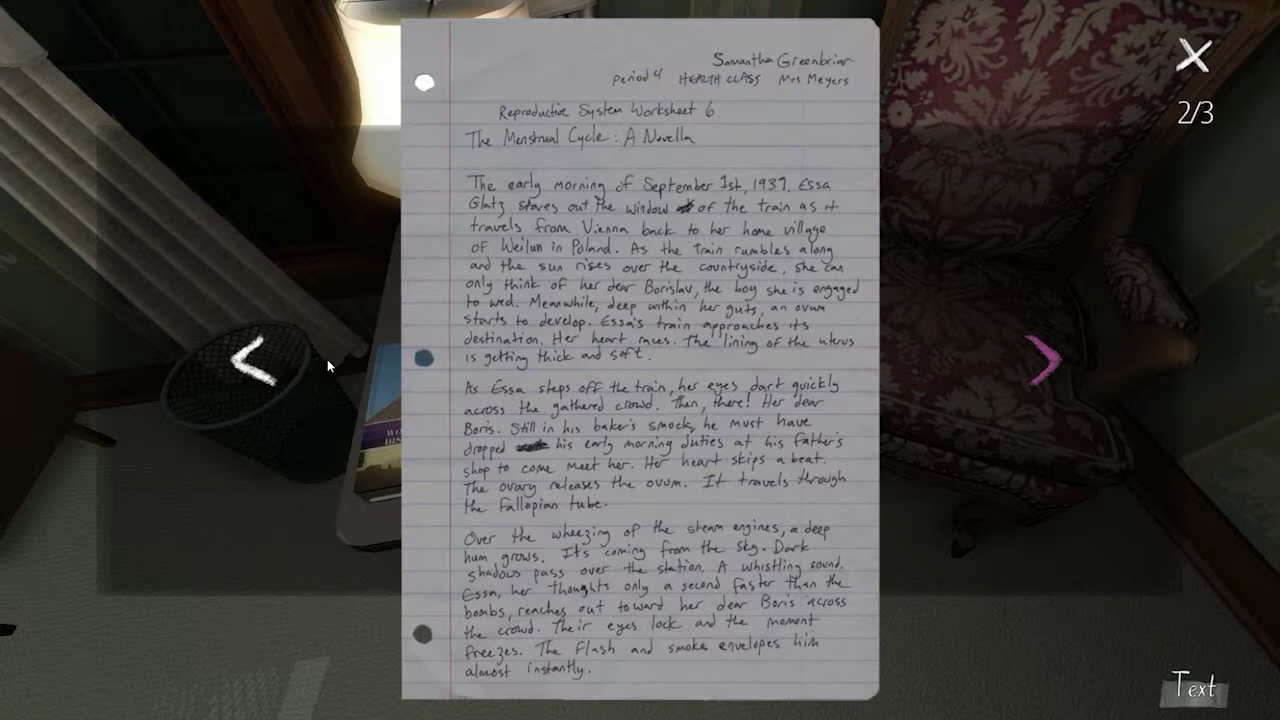 Samantha Greenbriar
period 4 HEALTH CLASS Mrs Meyers
Reproductive System Worksheet 6
The Menstrual Cycle: A Novella
The early morning of September 1st, 1939. Essa
Glatz stares out the window of the train as it
travels from Vienna back to her home village
of Weilun in Poland. As the train rumbles along
and the sun rises over the countryside, she can
only think of her dear Borislav, the boy she is engaged
to wed. Meanwhile, deep within her guts, an ovum
starts to develop. Essa's train approaches its
destination. Her heart races. The lining of the uterus
is getting thick and soft.
As Essa steps off the train, her eyes dart quickly
across the gathered crowd. Then, there! Her dear
Boris. Still in his baker's smock, he must have
dropped his early morning duties at his father's
shop to come meet her. Her heart skips a beat.
The ovary releases the ovum. It travels through
the fallopian tube.
Over the wheezing of the steam engines, a deep
hum grows. It's coming from the sky. Dark
shadows pass over the station. A whistling sound.
Essa, her thoughts only a second faster than the
bombs, reaches out toward her dear Boris across
the crowd. Their eyes lock and the moment
freezes. The flash and smoke envelopes him
almost instantly.
2/3
Text